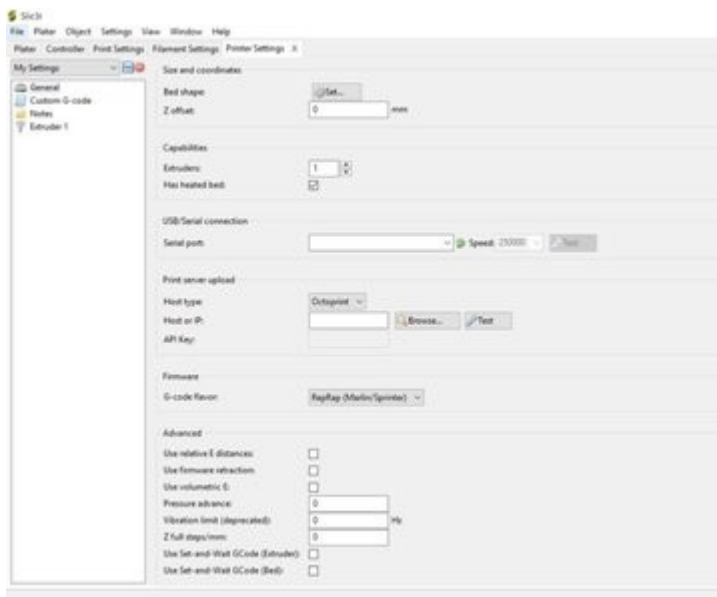 Slic3r
File Plater Object Settings View Window Help
Plater Controller Print Settings Filament Settings Printer Settings X
My Settings
General
Custom G-code
Notes
Extruder 1
Size and coordinates
Bed shape: Set...
Z offset: 0 mm
Capabilities
Extruders: 1
Has heated bed:
USB/Serial connection
Serial port: Speed: 250000 Test
Print server upload
Host type: Octoprint
Host or IP: Browse... Test
API Key:
Firmware
G-code flavor: RepRap (Marlin/Sprinter)
Advanced
Use relative E distances:
Use firmware retraction:
Use volumetric E:
Pressure advance: 0
Vibration limit (deprecated): 0 Hz
Z full steps/mm: 0
Use Set-and-Wait GCode (Extruder):
Use Set-and-Wait GCode (Bed):